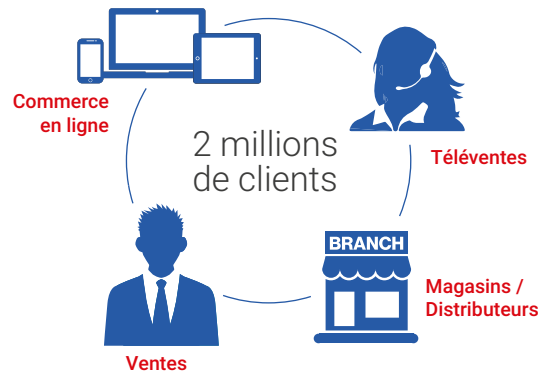 Commerce
en ligne
2 millions
de clients
Téléventes
BRANCH
Magasins /
Distributeurs
Ventes